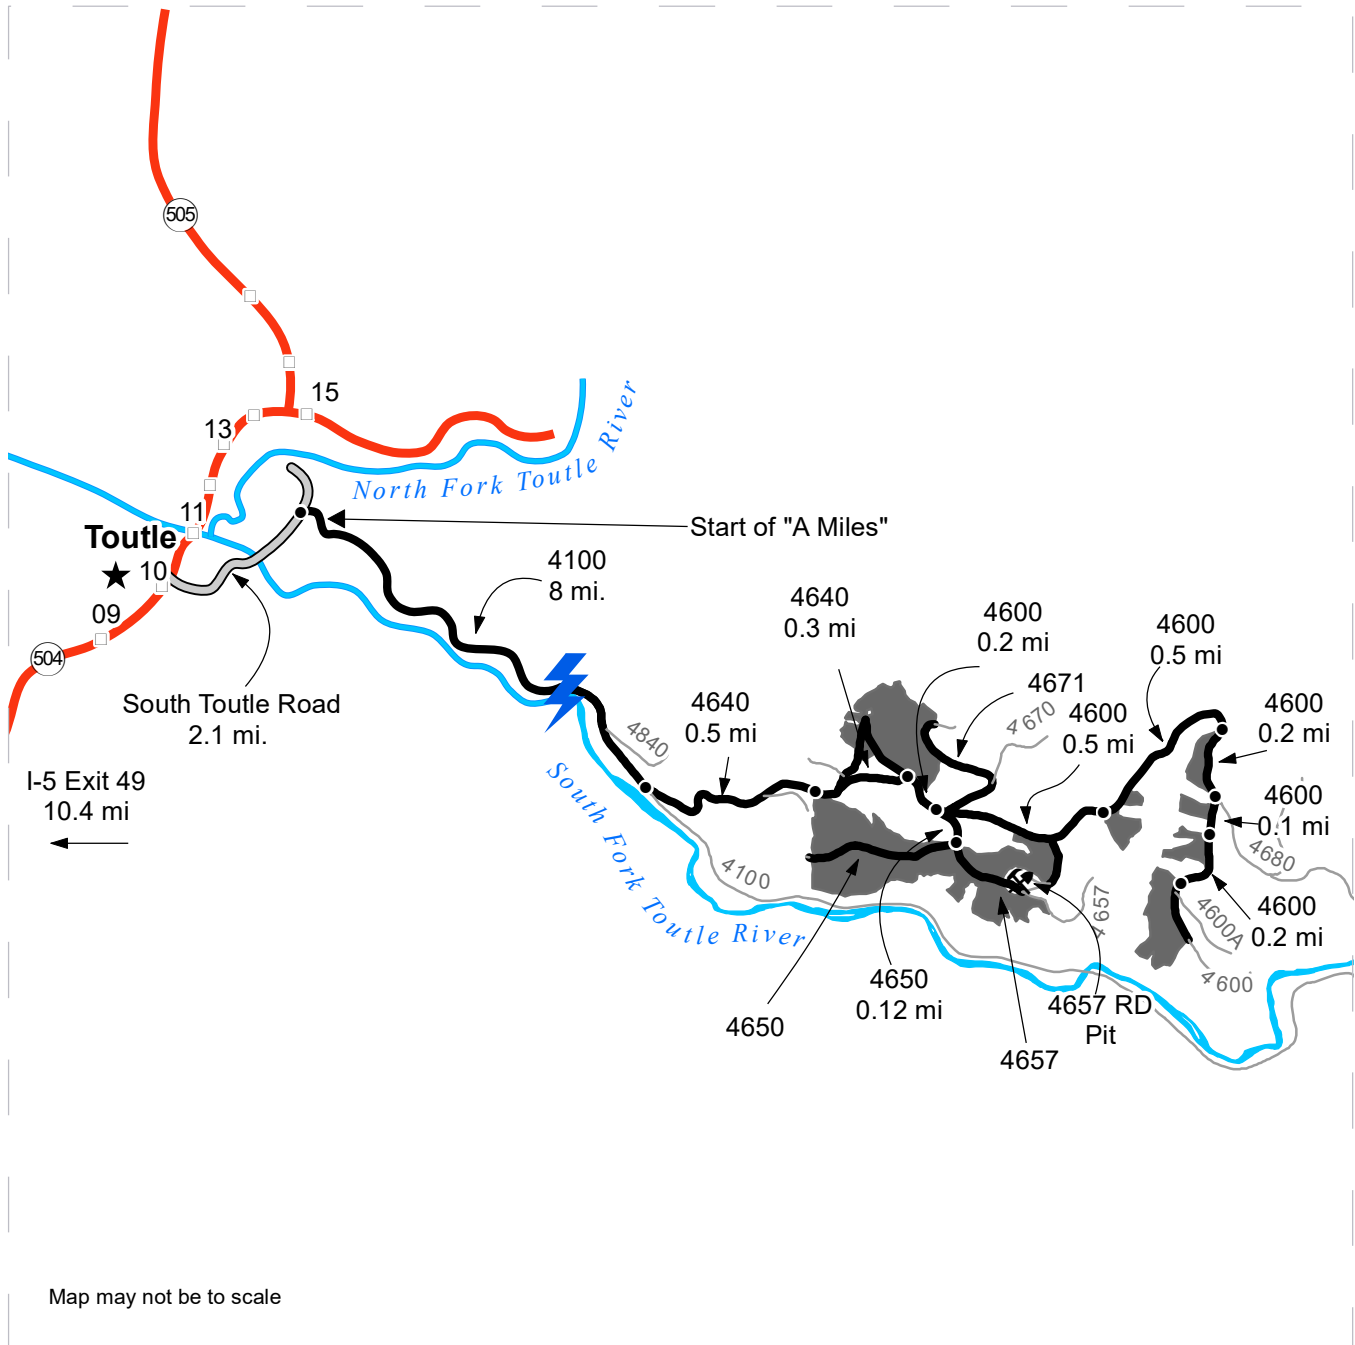 505
15
13
North Fork Toutle River
11
Toutle
10
Start of "A Miles"
4100
8 mi.
09
504
4640
0.3 mi
4600
0.2 mi
4600
0.5 mi
South Toutle Road
2.1 mi.
4640
0.5 mi
4671
4670
4600
0.5 mi
4600
0.2 mi
4840
I-5 Exit 49
10.4 mi
South Fork Toutle River
4600
0.1 mi
4680
4100
4657
4600A
4600
0.2 mi
4600
4650
0.12 mi
4650
4657 RD
Pit
4657
Map may not be to scale